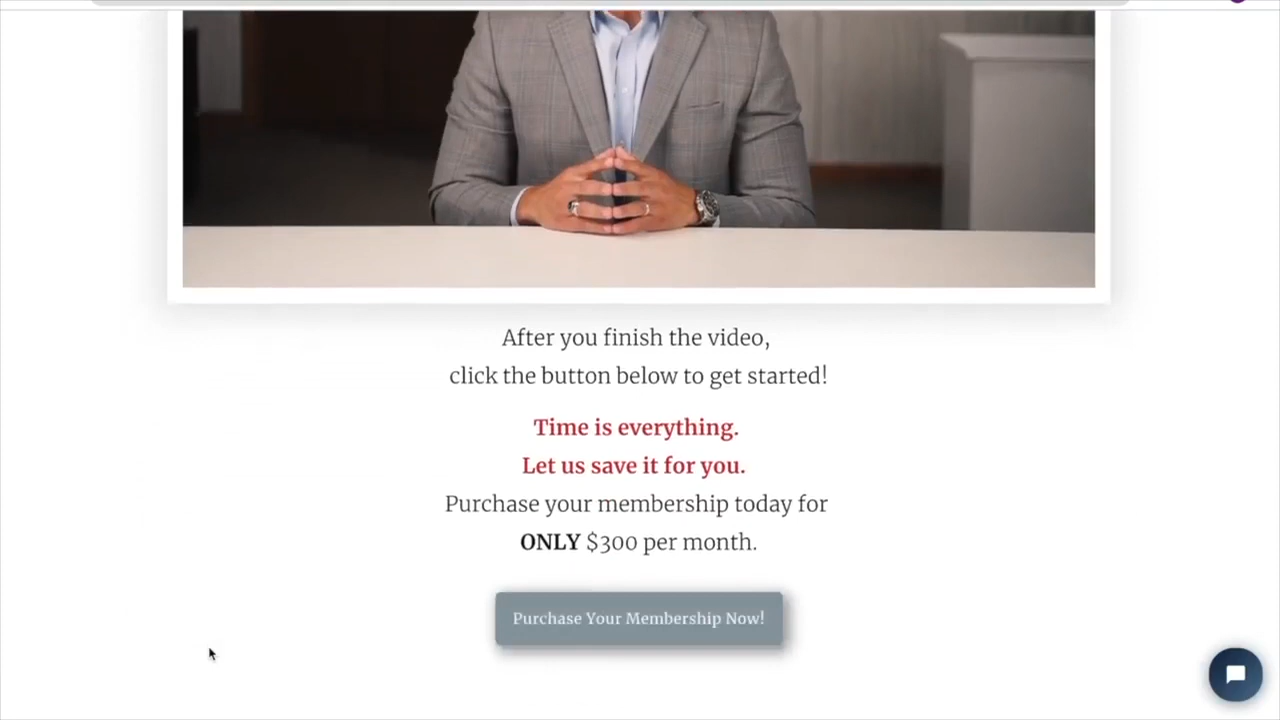 After you finish the video,
click the button below to get started!
Time is everything.
Let us save it for you.
Purchase your membership today for
ONLY $300 per month.
Purchase Your Membership Now!